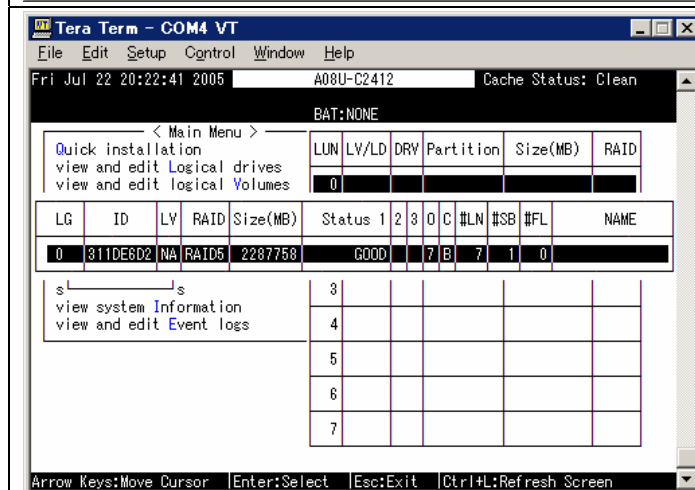 Tera Term - COM4 VT
File Edit Setup Control Window Help
Fri Jul 22 20:22:41 2005 A08U-C2412 Cache Status: Clean
BAT:NONE
< Main Menu >
Quick installation
view and edit Logical drives
view and edit logical Volumes
LUN LV/LD DRV Partition Size(MB) RAID
0
LG ID LV RAID Size(MB) Status 1 2 3 O C #LN #SB #FL NAME
0 311DE6D2 NA RAID5 2287758 GOOD 7 B 7 1 0
s s
view system Information
view and edit Event logs
3
4
5
6
7
Arrow Keys:Move Cursor |Enter:Select |Esc:Exit |Ctrl+L:Refresh Screen